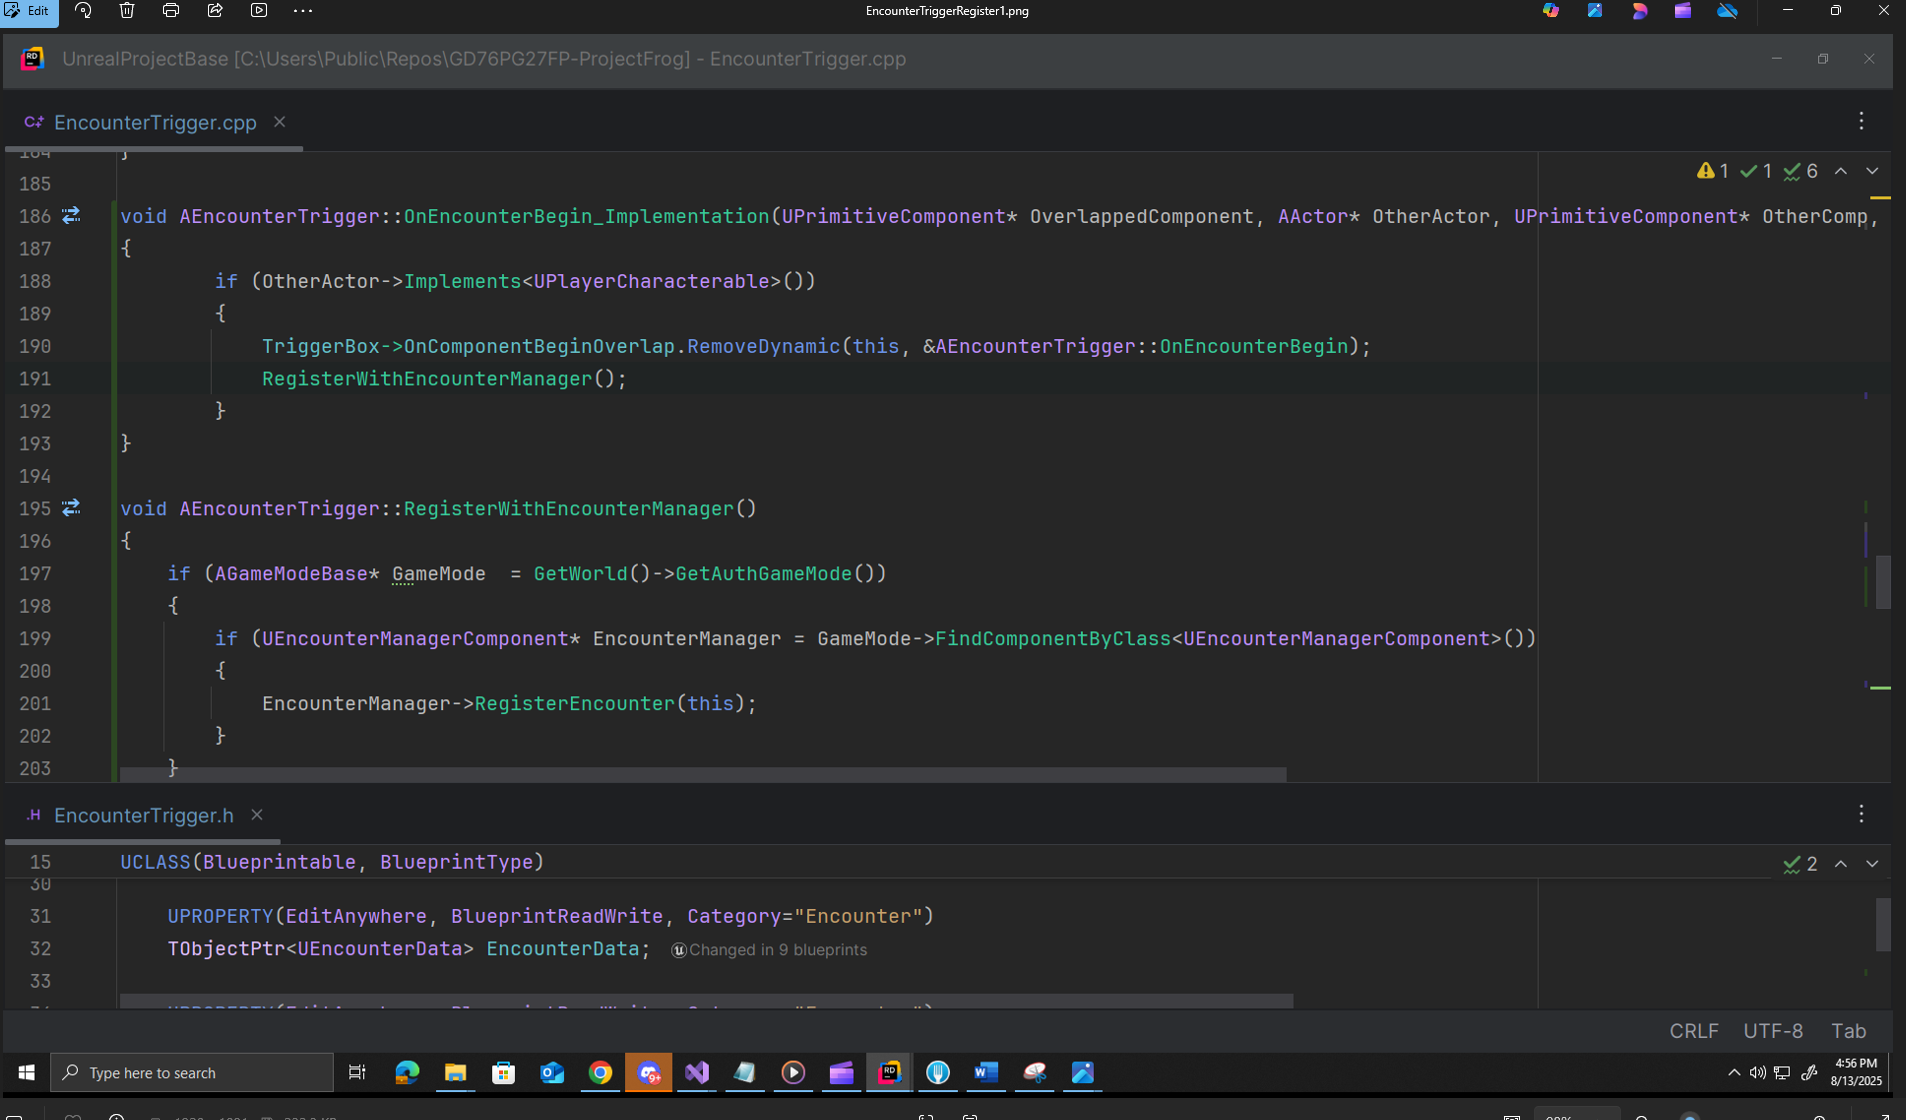 Edit
EncounterTriggerRegister1.png
UnrealProjectBase [C:\Users\Public\Repos\GD76PG27FP-ProjectFrog] - EncounterTrigger.cpp
C++ EncounterTrigger.cpp
1 1 6
184 }
185
186 void AEncounterTrigger::OnEncounterBegin_Implementation(UPrimitiveComponent* OverlappedComponent, AActor* OtherActor, UPrimitiveComponent* OtherComp,
187 {
188 if (OtherActor->Implements<UPlayerCharacterable>())
189 {
190 TriggerBox->OnComponentBeginOverlap.RemoveDynamic(this, &AEncounterTrigger::OnEncounterBegin);
191 RegisterWithEncounterManager();
192 }
193 }
194
195 void AEncounterTrigger::RegisterWithEncounterManager()
196 {
197 if (AGameModeBase* GameMode  = GetWorld()->GetAuthGameMode())
198 {
199 if (UEncounterManagerComponent* EncounterManager = GameMode->FindComponentByClass<UEncounterManagerComponent>())
200 {
201 EncounterManager->RegisterEncounter(this);
202 }
203 }
.H EncounterTrigger.h
15 UCLASS(Blueprintable, BlueprintType)
2
30
31 UPROPERTY(EditAnywhere, BlueprintReadWrite, Category="Encounter")
32 TObjectPtr<UEncounterData> EncounterData; Changed in 9 blueprints
33
CRLF UTF-8 Tab
Type here to search
9+
RD
4:56 PM
8/13/2025